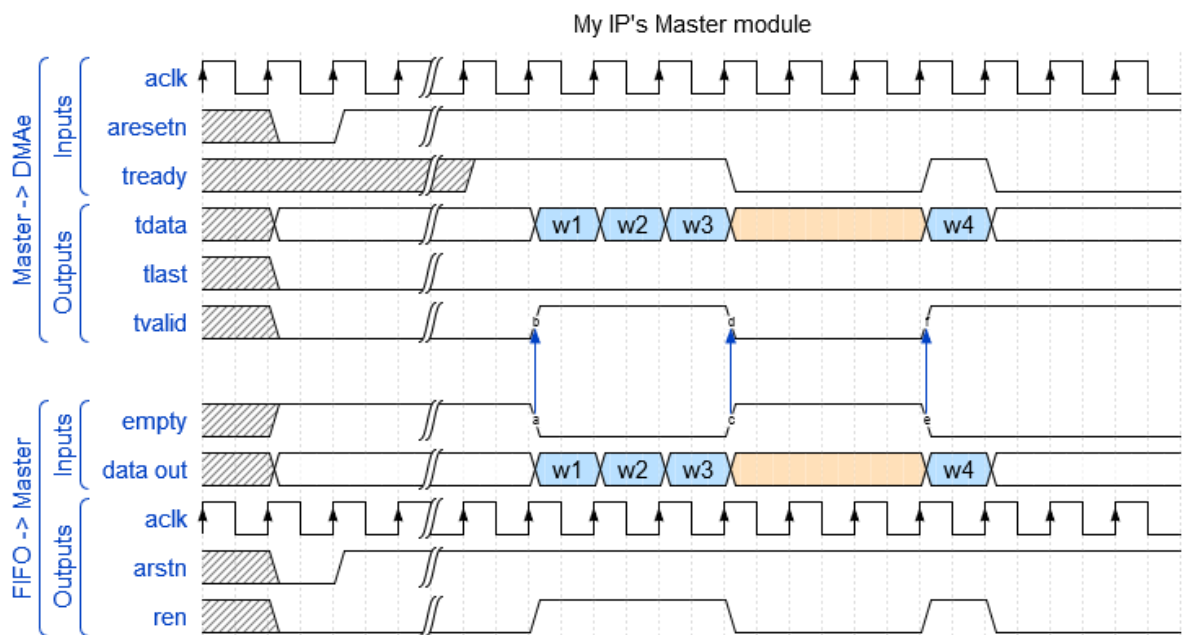 My IP's Master module
Master -> DMAe
Inputs
aclk
aresetn
tready
Outputs
tdata w1 w2 w3 w4
tlast
tvalid b d f
FIFO -> Master
Inputs
empty a c e
data out w1 w2 w3 w4
Outputs
aclk
arstn
ren